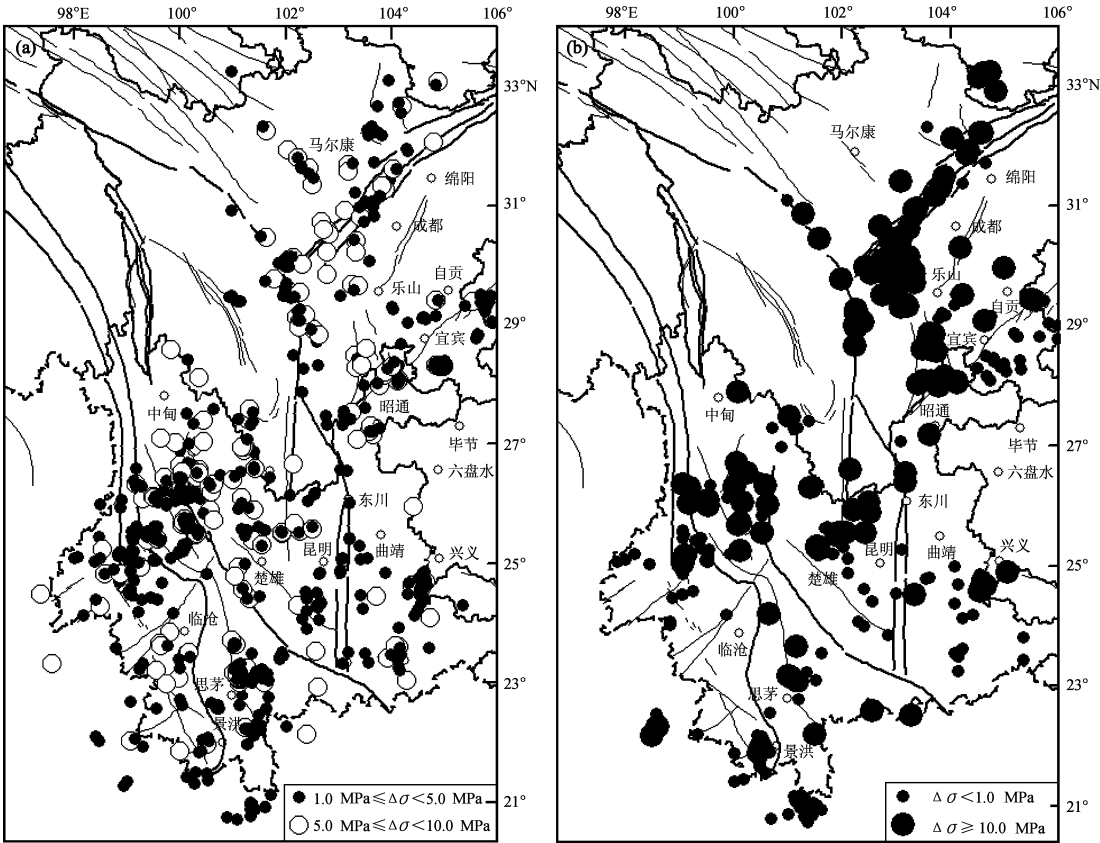 98°E 100° 102° 104° 106°
(a)
33°N
马尔康
绵阳
31°
成都
自贡
乐山
29°
宜宾
中甸
昭通
27°
毕节
六盘水
东川
昆明 曲靖 兴义
25°
楚雄
临沧
23°
思茅
景洪
21°
1.0 MPa≤Δσ<5.0 MPa
5.0 MPa≤Δσ<10.0 MPa
98°E 100° 102° 104° 106°
(b)
33°N
马尔康
绵阳
31°
成都
乐山
自贡
29°
宜宾
中甸
昭通
27°
毕节
六盘水
东川
昆明 曲靖 兴义
25°
楚雄
临沧
23°
思茅
景洪
21°
Δσ<1.0 MPa
Δσ≥10.0 MPa